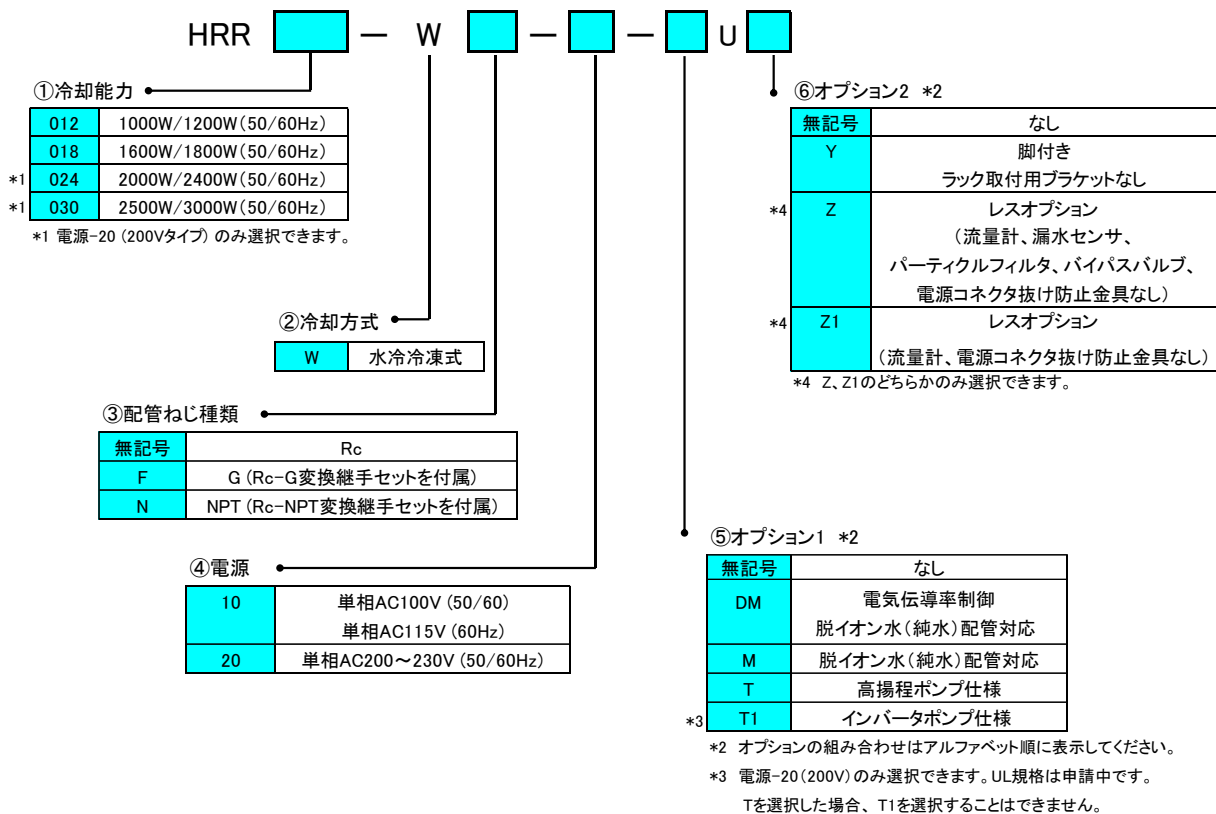 HRR － W － － U
①冷却能力
012 1000W/1200W(50/60Hz)
018 1600W/1800W(50/60Hz)
*1 024 2000W/2400W(50/60Hz)
*1 030 2500W/3000W(50/60Hz)
*1 電源-20 (200Vタイプ) のみ選択できます。
②冷却方式
W 水冷冷凍式
③配管ねじ種類
無記号 Rc
F G (Rc-G変換継手セットを付属)
N NPT (Rc-NPT変換継手セットを付属)
④電源
10 単相AC100V (50/60)
単相AC115V (60Hz)
20 単相AC200～230V (50/60Hz)
⑥オプション2 *2
無記号 なし
Y 脚付き
ラック取付用ブラケットなし
*4 Z レスオプション
(流量計、漏水センサ、
パーティクルフィルタ、バイパスバルブ、
電源コネクタ抜け防止金具なし)
*4 Z1 レスオプション
(流量計、電源コネクタ抜け防止金具なし)
*4 Z、Z1のどちらかのみ選択できます。
⑤オプション1 *2
無記号 なし
DM 電気伝導率制御
脱イオン水(純水)配管対応
M 脱イオン水(純水)配管対応
T 高揚程ポンプ仕様
*3 T1 インバータポンプ仕様
*2 オプションの組み合わせはアルファベット順に表示してください。
*3 電源-20(200V)のみ選択できます。UL規格は申請中です。
Tを選択した場合、T1を選択することはできません。